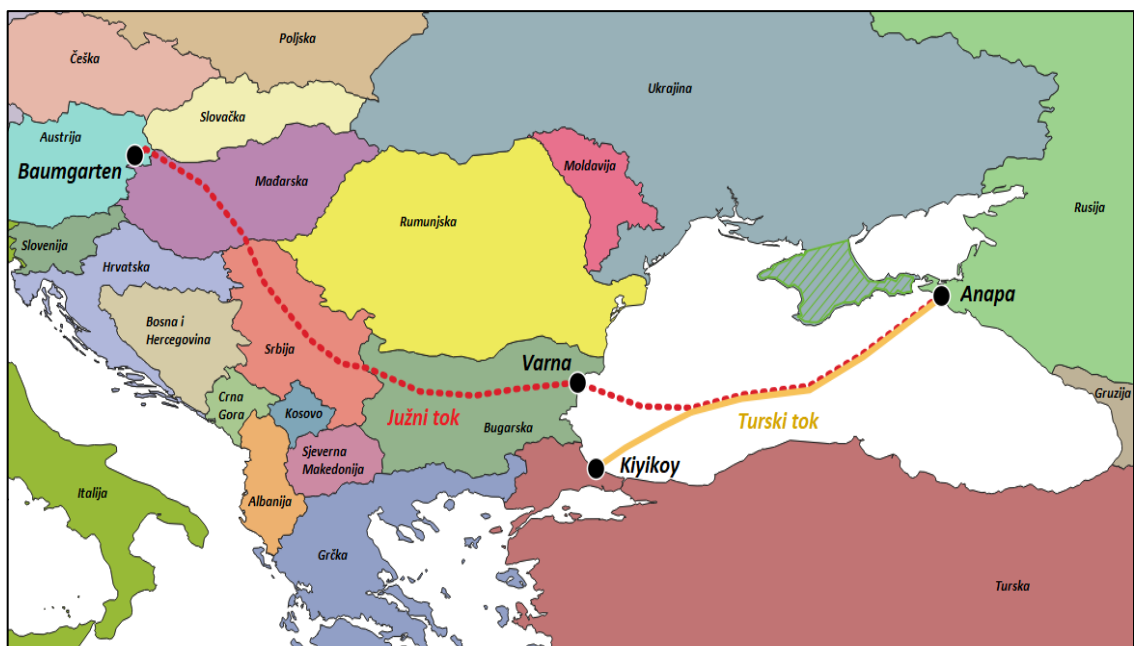 Poljska
Češka
Ukrajina
Slovačka
Austrija
Baumgarten
Moldavija
Mađarska
Rusija
Rumunjska
Slovenija
Hrvatska
Anapa
Bosna i
Hercegovina
Srbija
Varna
Crna
Gora
Kosovo
Južni tok
Turski tok
Gruzija
Bugarska
Sjeverna
Makedonija
Kiyikoy
Italija
Albanija
Grčka
Turska